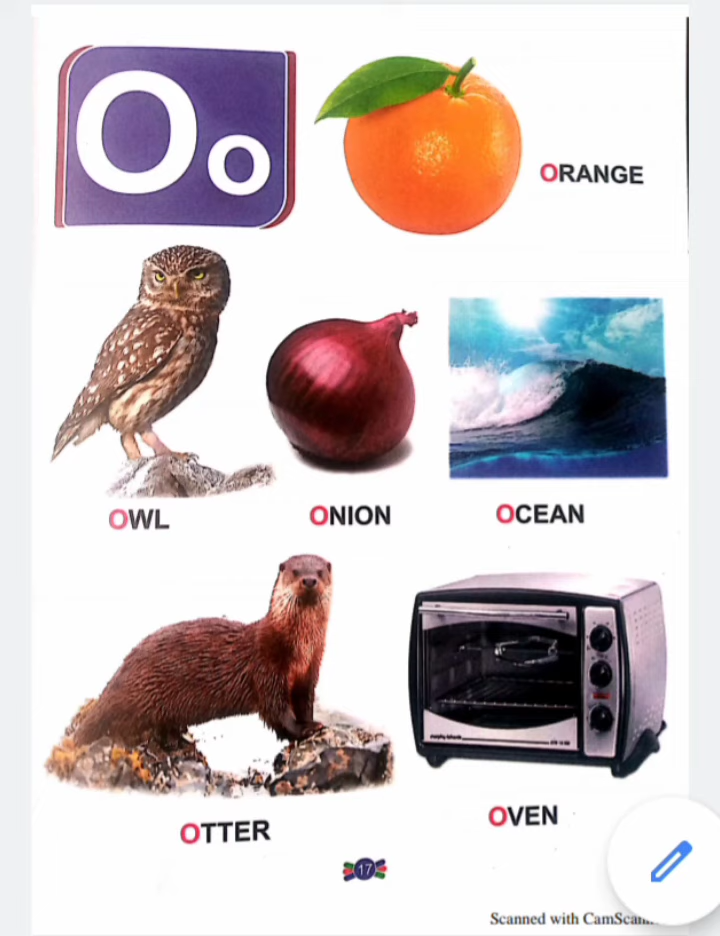 Oo
ORANGE
OWL
ONION
OCEAN
OTTER
OVEN
17
Scanned with CamScan